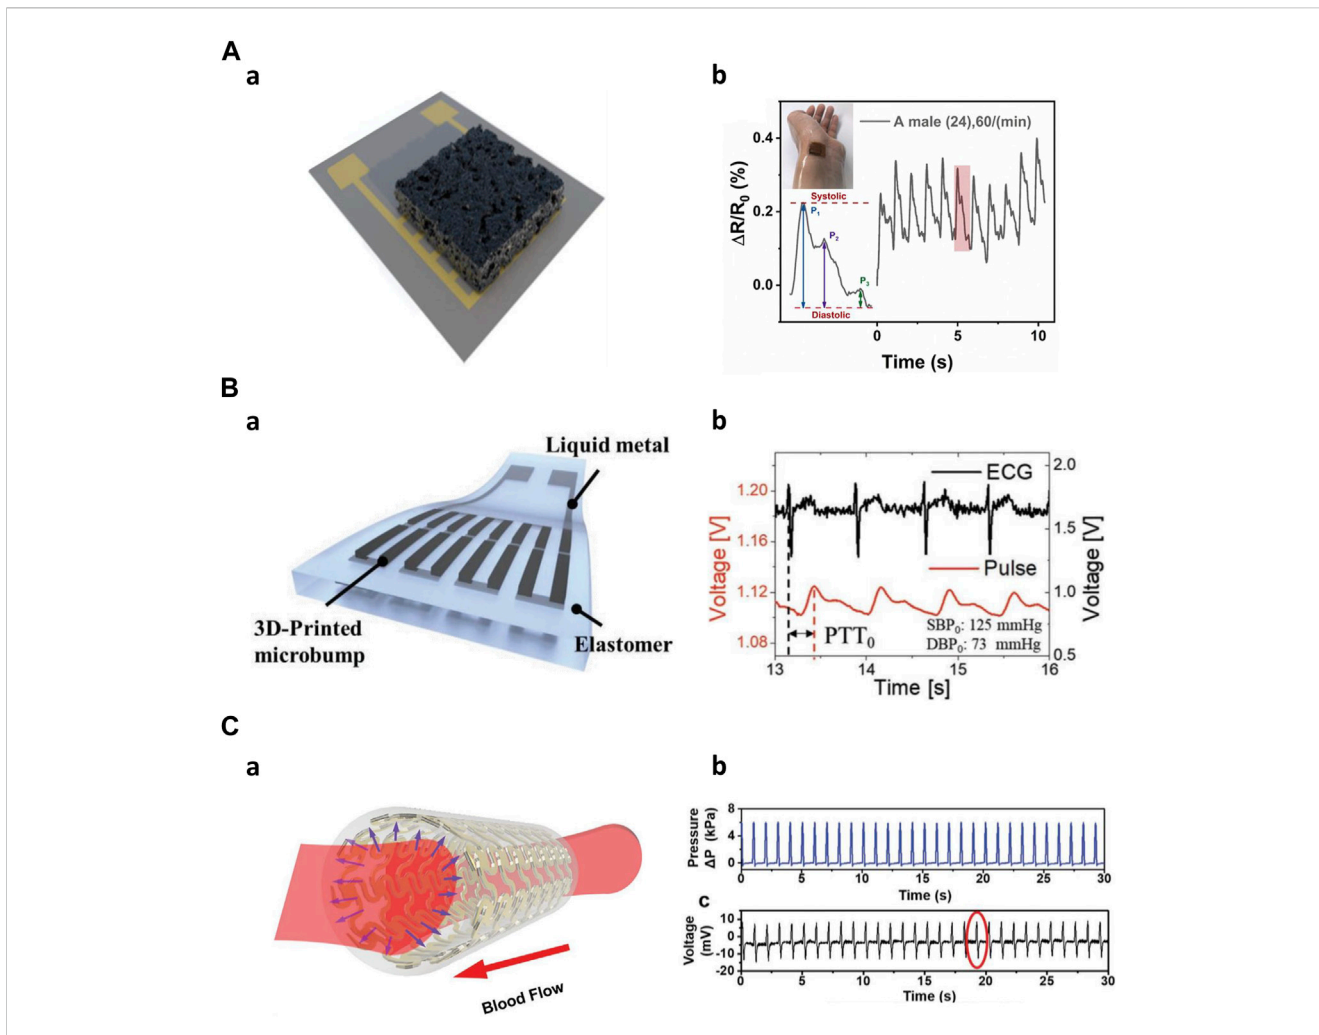 A
a
b
A male (24),60/(min)
0.4
0.2
0.0
ΔR/R0 (%)
Systolic
P1
P2
P3
Diastolic
0
5
10
Time (s)
B
a
Liquid metal
3D-Printed
microbump
Elastomer
b
ECG
Pulse
1.20
1.16
1.12
1.08
Voltage [V]
2.0
1.5
1.0
0.5
Voltage [V]
PTT0
SBP0: 125 mmHg
DBP0: 73 mmHg
13
14
15
16
Time [s]
C
a
Blood Flow
b
Pressure
ΔP (kPa)
8
4
0
0
5
10
15
20
25
30
Time (s)
c
Voltage
(mV)
10
0
-10
-20
0
5
10
15
20
25
30
Time (s)